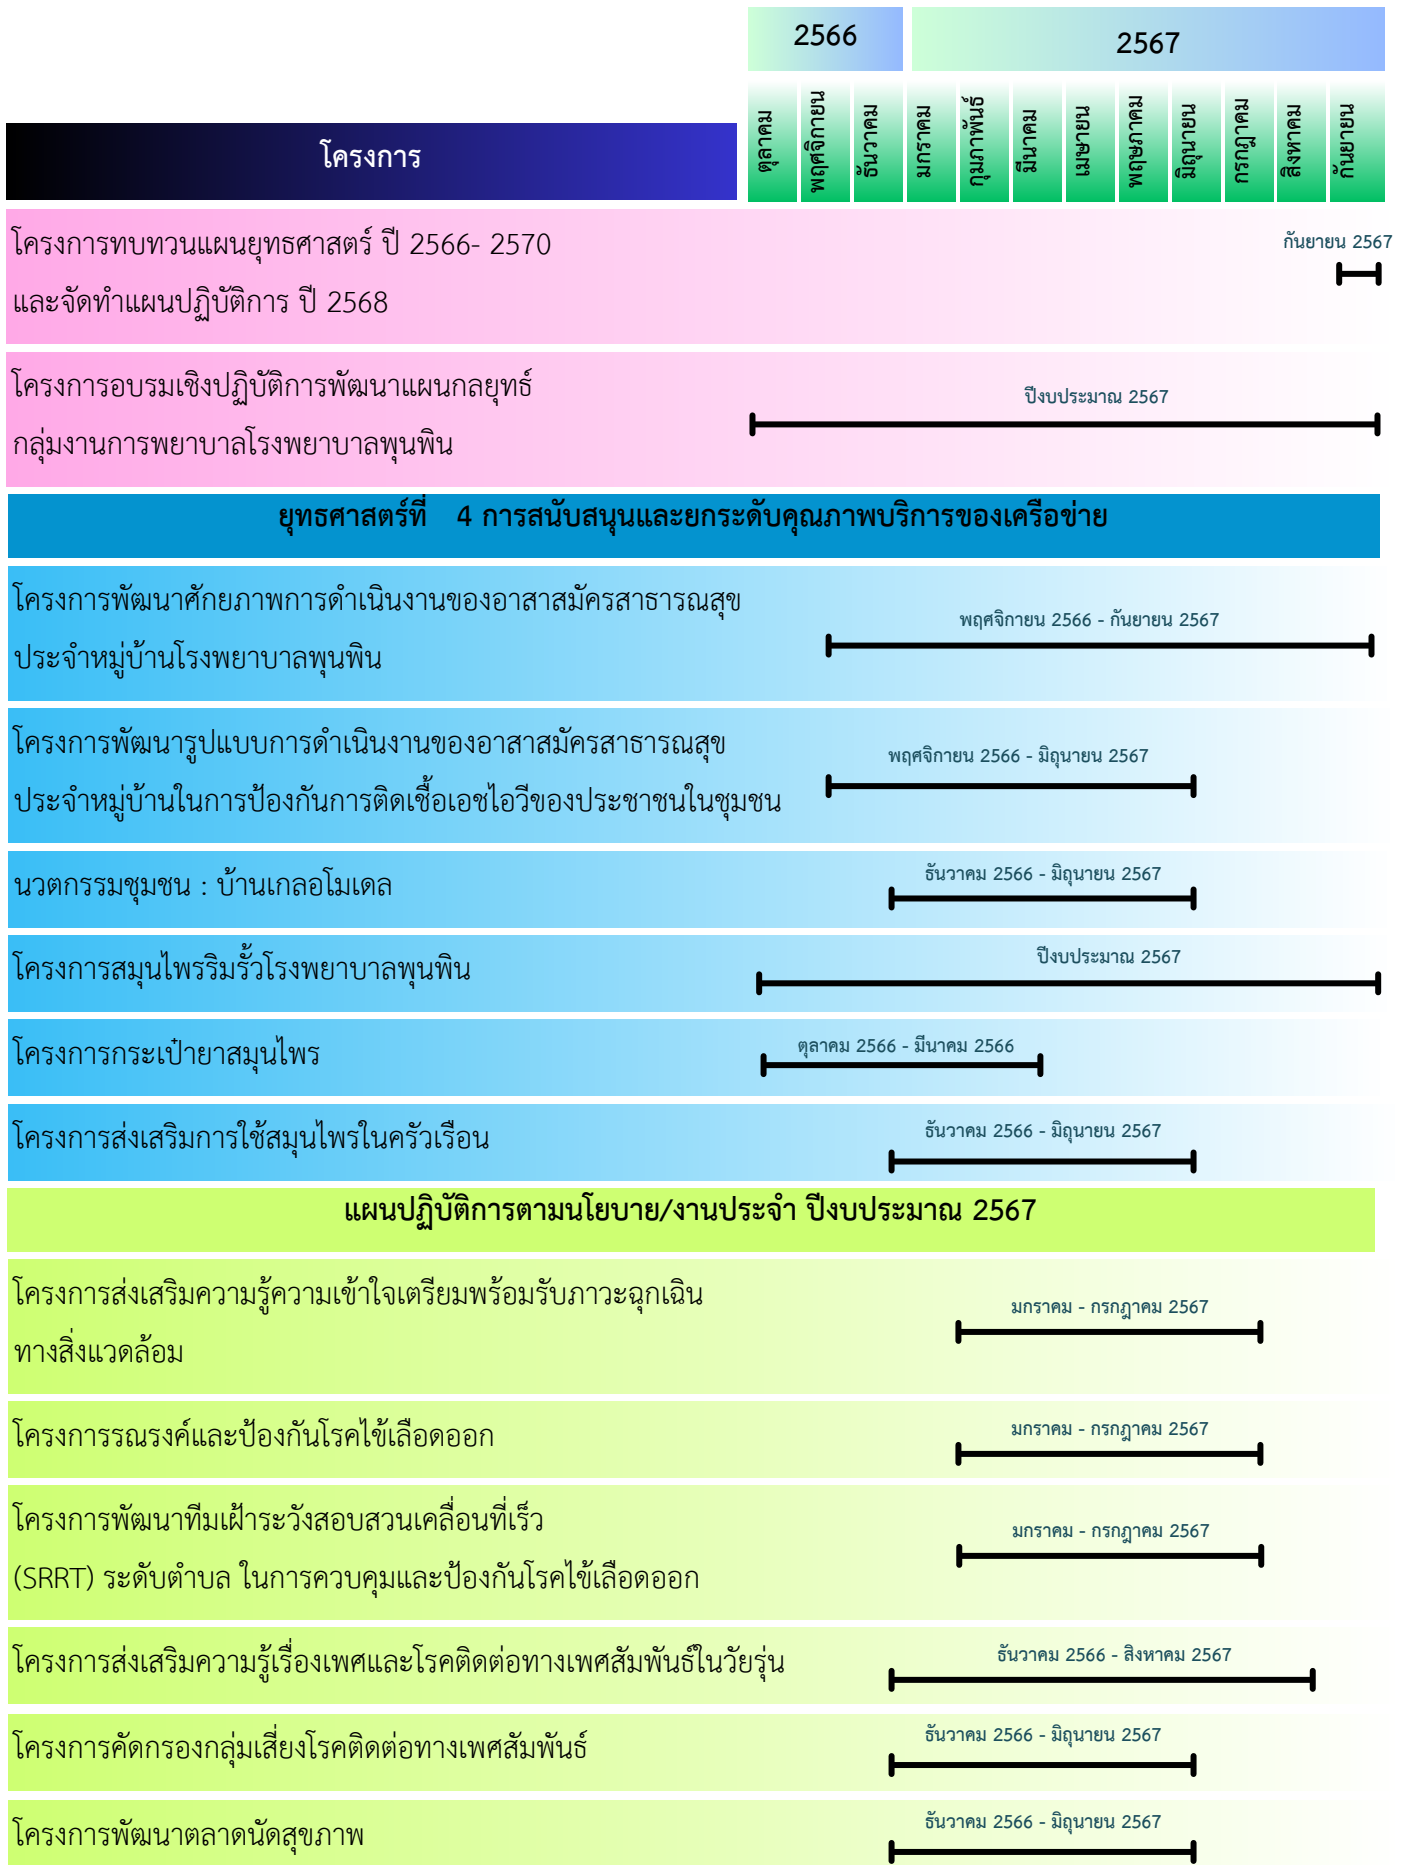 2566
2567
โครงการ
ตุลาคม
พฤศจิกายน
ธันวาคม
มกราคม
กุมภาพันธ์
มีนาคม
เมษายน
พฤษภาคม
มิถุนายน
กรกฎาคม
สิงหาคม
กันยายน
โครงการทบทวนแผนยุทธศาสตร์ ปี 2566- 2570
และจัดทำแผนปฏิบัติการ ปี 2568
กันยายน 2567
โครงการอบรมเชิงปฏิบัติการพัฒนาแผนกลยุทธ์
กลุ่มงานการพยาบาลโรงพยาบาลพุนพิน
ปีงบประมาณ 2567
ยุทธศาสตร์ที่ 4 การสนับสนุนและยกระดับคุณภาพบริการของเครือข่าย
โครงการพัฒนาศักยภาพการดำเนินงานของอาสาสมัครสาธารณสุข
ประจำหมู่บ้านโรงพยาบาลพุนพิน
พฤศจิกายน 2566 - กันยายน 2567
โครงการพัฒนารูปแบบการดำเนินงานของอาสาสมัครสาธารณสุข
ประจำหมู่บ้านในการป้องกันการติดเชื้อเอชไอวีของประชาชนในชุมชน
พฤศจิกายน 2566 - มิถุนายน 2567
นวตกรรมชุมชน : บ้านเกลอโมเดล
ธันวาคม 2566 - มิถุนายน 2567
โครงการสมุนไพรริมรั้วโรงพยาบาลพุนพิน
ปีงบประมาณ 2567
โครงการกระเป๋ายาสมุนไพร
ตุลาคม 2566 - มีนาคม 2566
โครงการส่งเสริมการใช้สมุนไพรในครัวเรือน
ธันวาคม 2566 - มิถุนายน 2567
แผนปฏิบัติการตามนโยบาย/งานประจำ ปีงบประมาณ 2567
โครงการส่งเสริมความรู้ความเข้าใจเตรียมพร้อมรับภาวะฉุกเฉิน
ทางสิ่งแวดล้อม
มกราคม - กรกฎาคม 2567
โครงการรณรงค์และป้องกันโรคไข้เลือดออก
มกราคม - กรกฎาคม 2567
โครงการพัฒนาทีมเฝ้าระวังสอบสวนเคลื่อนที่เร็ว
(SRRT) ระดับตำบล ในการควบคุมและป้องกันโรคไข้เลือดออก
มกราคม - กรกฎาคม 2567
โครงการส่งเสริมความรู้เรื่องเพศและโรคติดต่อทางเพศสัมพันธ์ในวัยรุ่น
ธันวาคม 2566 - สิงหาคม 2567
โครงการคัดกรองกลุ่มเสี่ยงโรคติดต่อทางเพศสัมพันธ์
ธันวาคม 2566 - มิถุนายน 2567
โครงการพัฒนาตลาดนัดสุขภาพ
ธันวาคม 2566 - มิถุนายน 2567